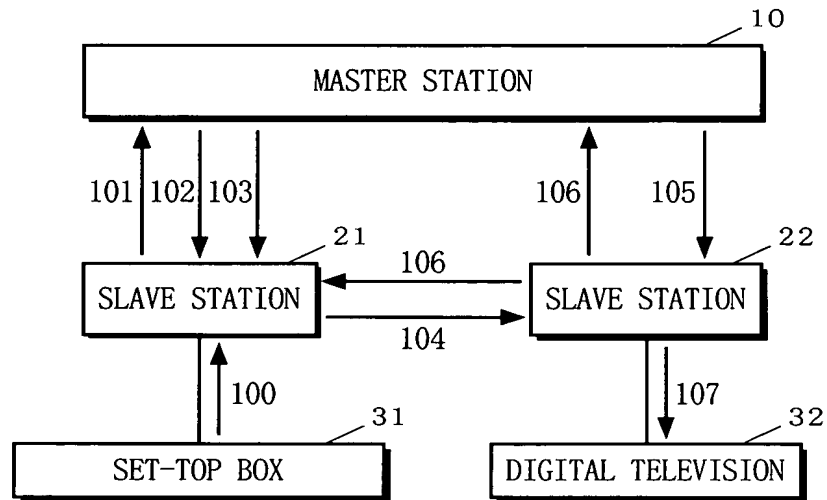 10
MASTER STATION
101 102 103 106 105
21 22
SLAVE STATION 106 SLAVE STATION
104
100 107
31 32
SET-TOP BOX DIGITAL TELEVISION